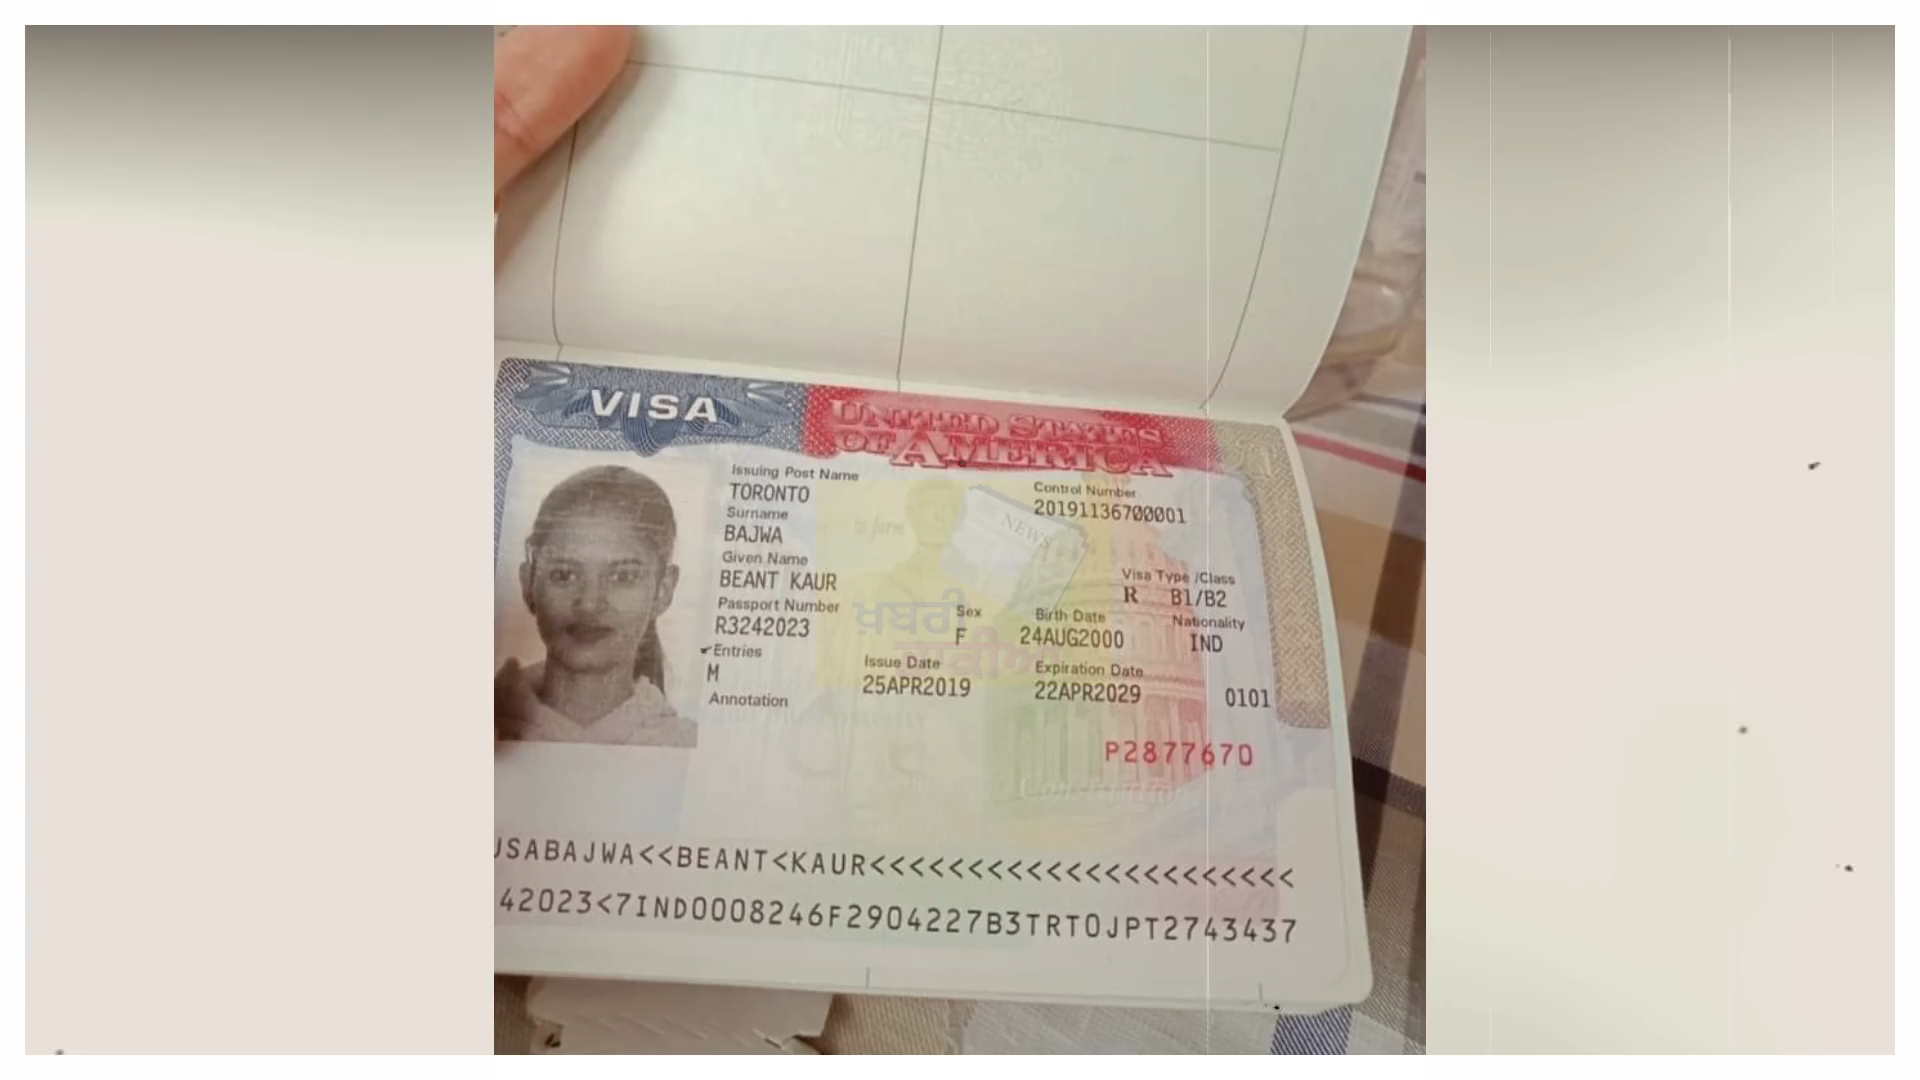 VISA
UNITED STATES
OF AMERICA
Issuing Post Name
TORONTO
Control Number
20191136700001
Surname
BAJWA
Given Name
BEANT KAUR
Visa Type /Class
R B1/B2
Passport Number
R3242023
Sex
F
Birth Date
24AUG2000
Nationality
IND
Entries
M
Issue Date
25APR2019
Expiration Date
22APR2029
0101
Annotation
P2877670
NEWS
ਖ਼ਬਰੀ
USABAJWA<<BEANT<KAUR<<<<<<<<<<<<<<<<<<<<<<
42023<7IND0008246F2904227B3TRT0JPT2743437